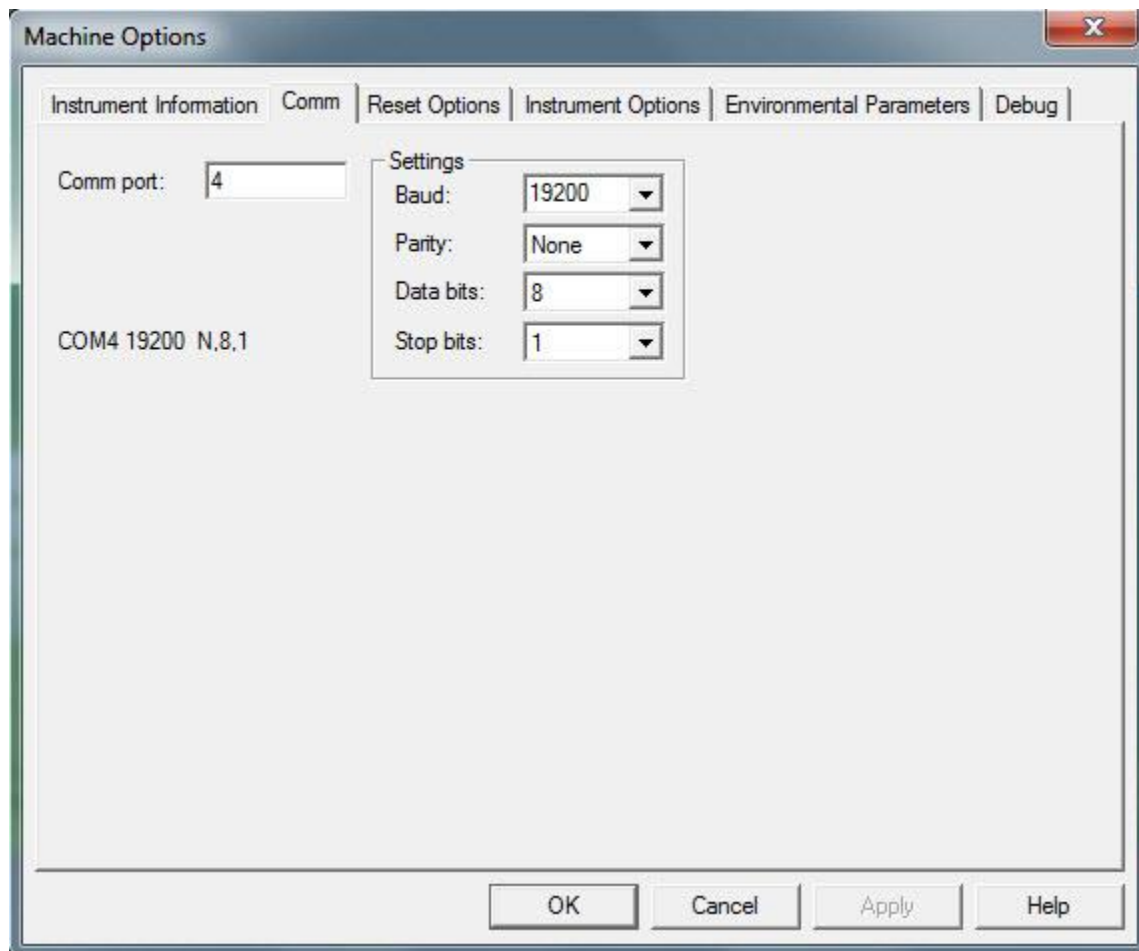 Machine Options
Instrument Information Comm Reset Options Instrument Options Environmental Parameters Debug
Comm port: 4
Settings
Baud: 19200
Parity: None
Data bits: 8
COM4 19200 N,8,1
Stop bits: 1
OK Cancel Apply Help